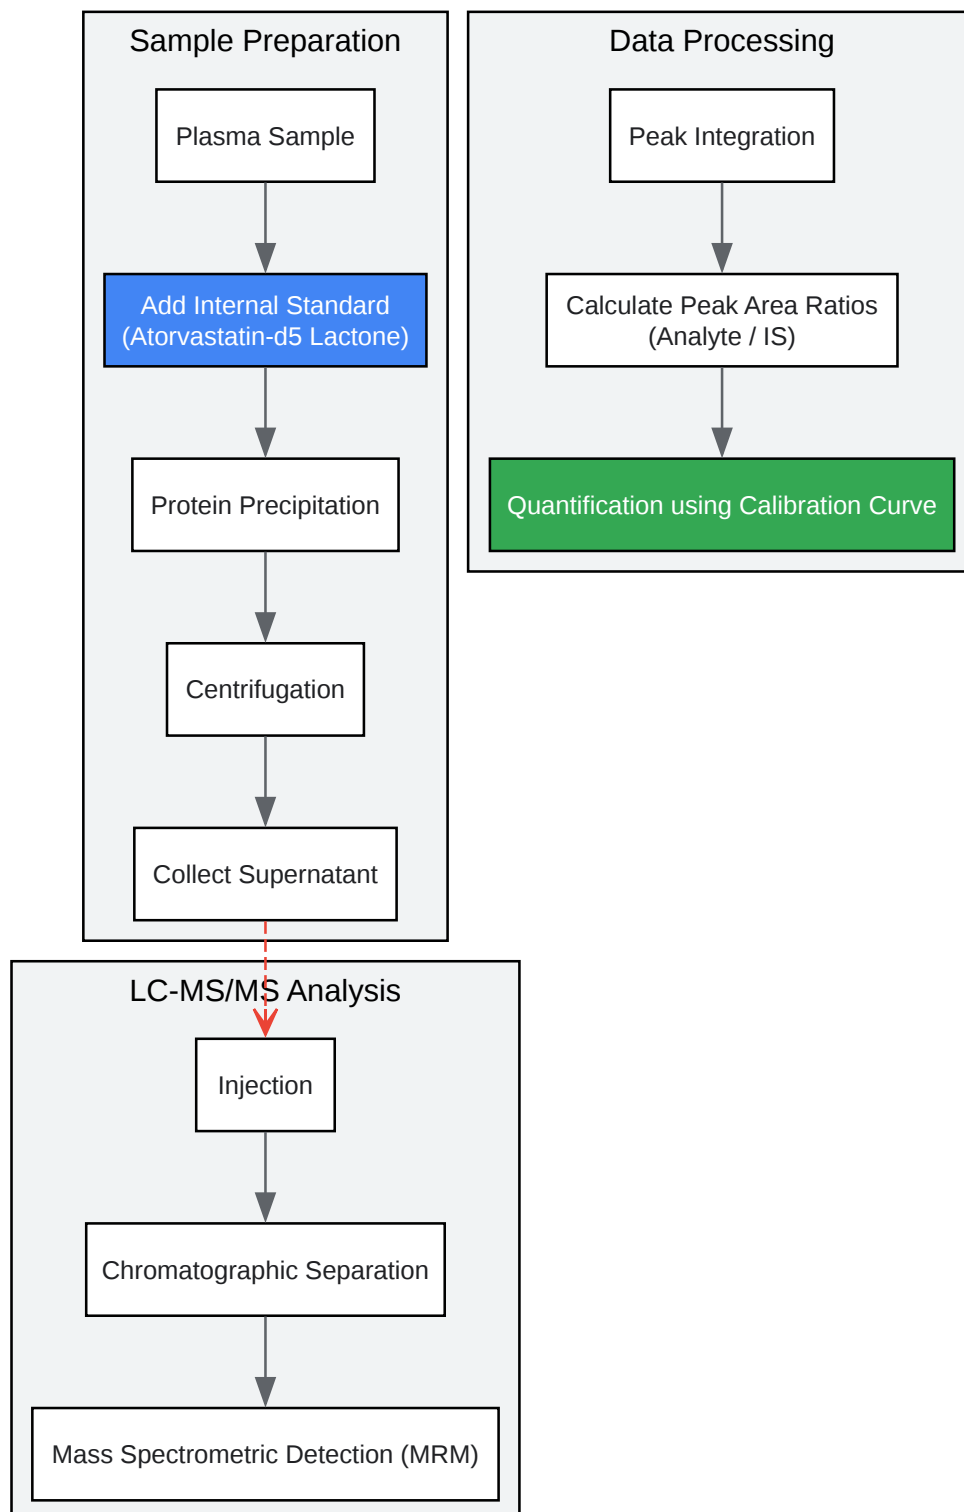 Sample Preparation
Plasma Sample
Add Internal Standard
(Atorvastatin-d5 Lactone)
Protein Precipitation
Centrifugation
Collect Supernatant
LC-MS/MS Analysis
Injection
Chromatographic Separation
Mass Spectrometric Detection (MRM)
Data Processing
Peak Integration
Calculate Peak Area Ratios
(Analyte / IS)
Quantification using Calibration Curve